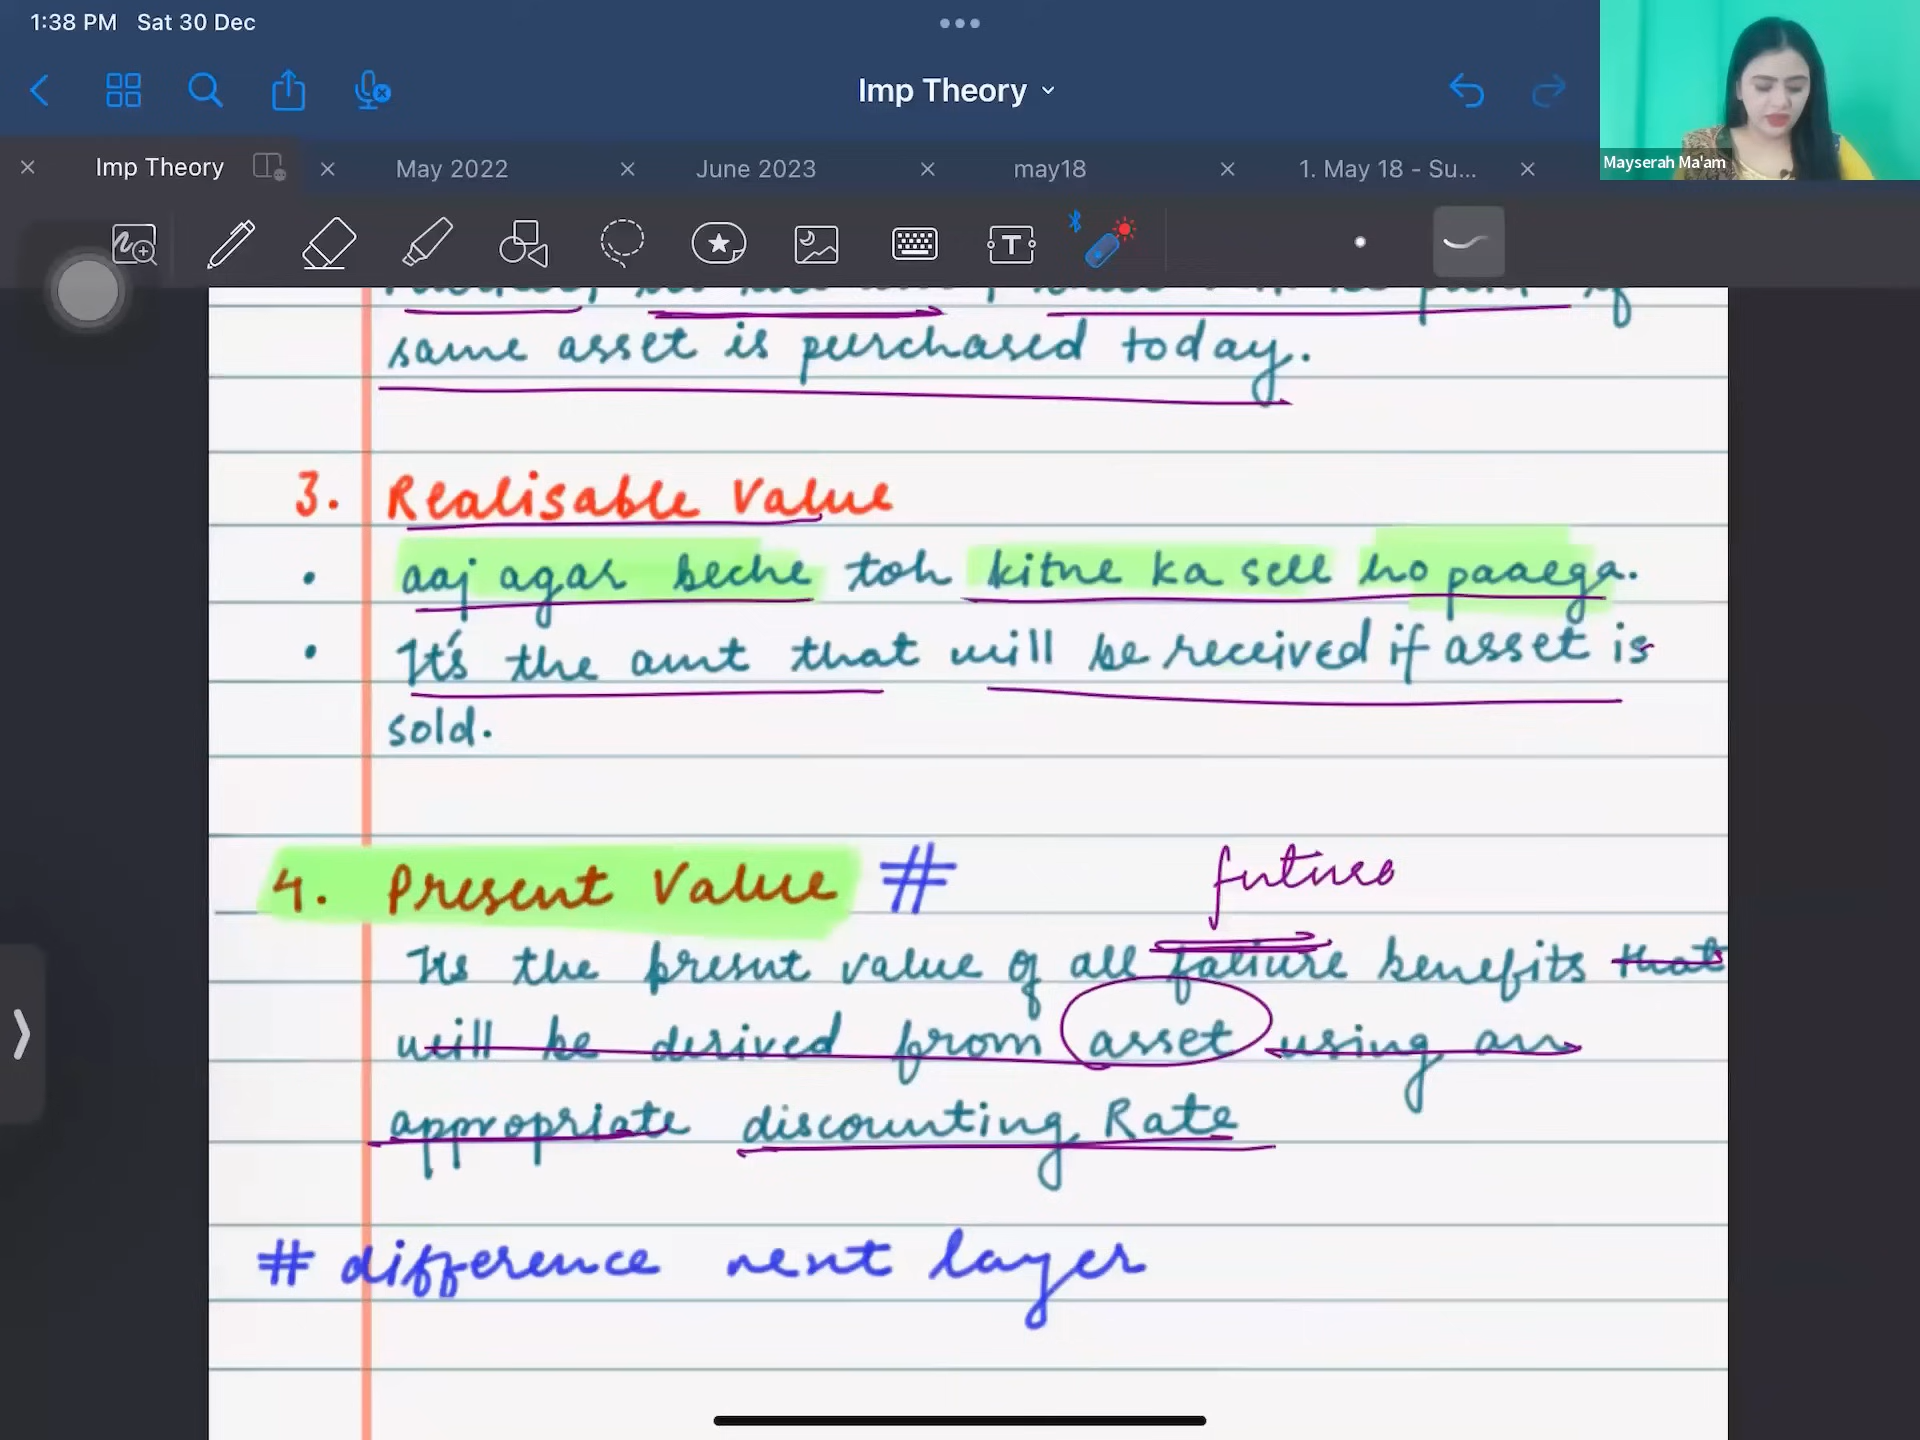 1:38 PM Sat 30 Dec
Imp Theory
Mayserah Ma'am
Imp Theory
May 2022
June 2023
may18
1. May 18 - Su...
T
same asset is purchased today.
3. Realisable Value
• aaj agar beche toh kitne ka sell ho paaega.
• It's the amt that will be received if asset is
sold.
4. Present Value #
future
Its the present value of all faliure benefits that
will be derived from asset using an
appropriate discounting Rate
# difference next layer